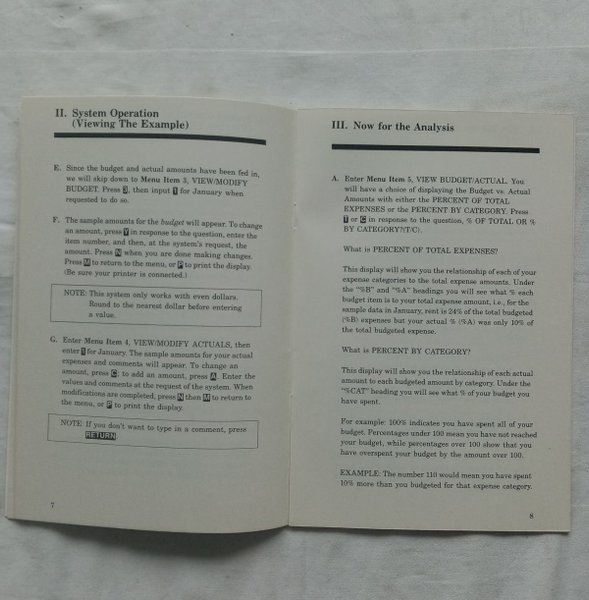 II. System Operation
(Viewing The Example)
E. Since the budget and actual amounts have been fed in,
we will skip down to Menu Item 3, VIEW/MODIFY
BUDGET. Press 3, then input 1 for January when
requested to do so.
F. The sample amounts for the budget will appear. To change
an amount, press Y in response to the question, enter the
item number, and then, at the system's request, the
amount. Press N when you are done making changes.
Press M to return to the menu, or P to print the display.
(Be sure your printer is connected.)
NOTE: This system only works with even dollars.
Round to the nearest dollar before entering
a value.
G. Enter Menu Item 4, VIEW/MODIFY ACTUALS, then
enter 1 for January. The sample amounts for your actual
expenses and comments will appear. To change an
amount, press C; to add an amount, press A. Enter the
values and comments at the request of the system. When
modifications are completed, press N then M to return to
the menu, or P to print the display.
NOTE: If you don't want to type in a comment, press
RETURN.
7
III. Now for the Analysis
A. Enter Menu Item 5, VIEW BUDGET/ACTUAL. You
will have a choice of displaying the Budget vs. Actual
Amounts with either the PERCENT OF TOTAL
EXPENSES or the PERCENT BY CATEGORY. Press
T or C in response to the question, % OF TOTAL OR %
BY CATEGORY?(T/C).
What is PERCENT OF TOTAL EXPENSES?
This display will show you the relationship of each of your
expense categories to the total expense amounts. Under
the "%B" and "%A" headings you will see what % each
budget item is to your total expense amount, i.e., for the
sample data in January, rent is 24% of the total budgeted
(%B) expenses but your actual % (%A) was only 10% of
the total budgeted expense.
What is PERCENT BY CATEGORY?
This display will show you the relationship of each actual
amount to each budgeted amount by category. Under the
"%CAT" heading you will see what % of your budget you
have spent.
For example: 100% indicates you have spent all of your
budget. Percentages under 100 mean you have not reached
your budget, while percentages over 100 show that you
have overspent your budget by the amount over 100.
EXAMPLE: The number 110 would mean you have spent
10% more than you budgeted for that expense category.
8